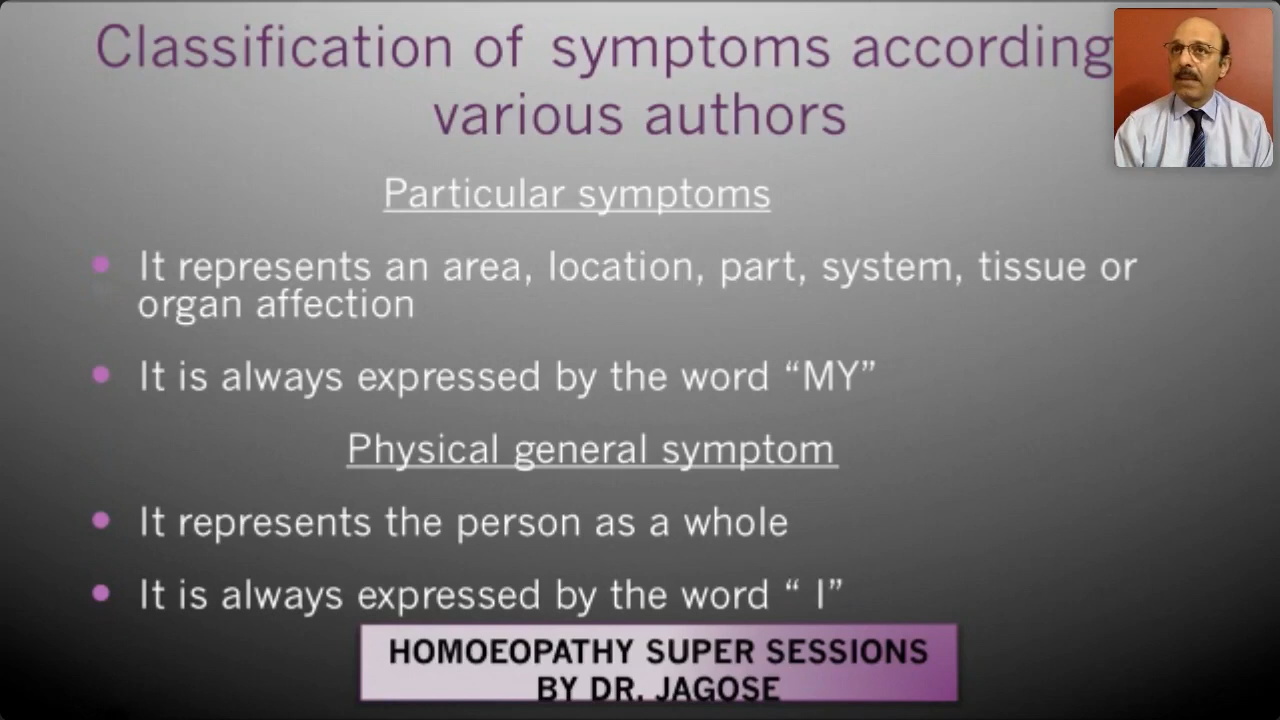 Classification of symptoms according
various authors
Particular symptoms
It represents an area, location, part, system, tissue or
organ affection
It is always expressed by the word “MY”
Physical general symptom
It represents the person as a whole
It is always expressed by the word “ I”
HOMOEOPATHY SUPER SESSIONS
BY DR. JAGOSE